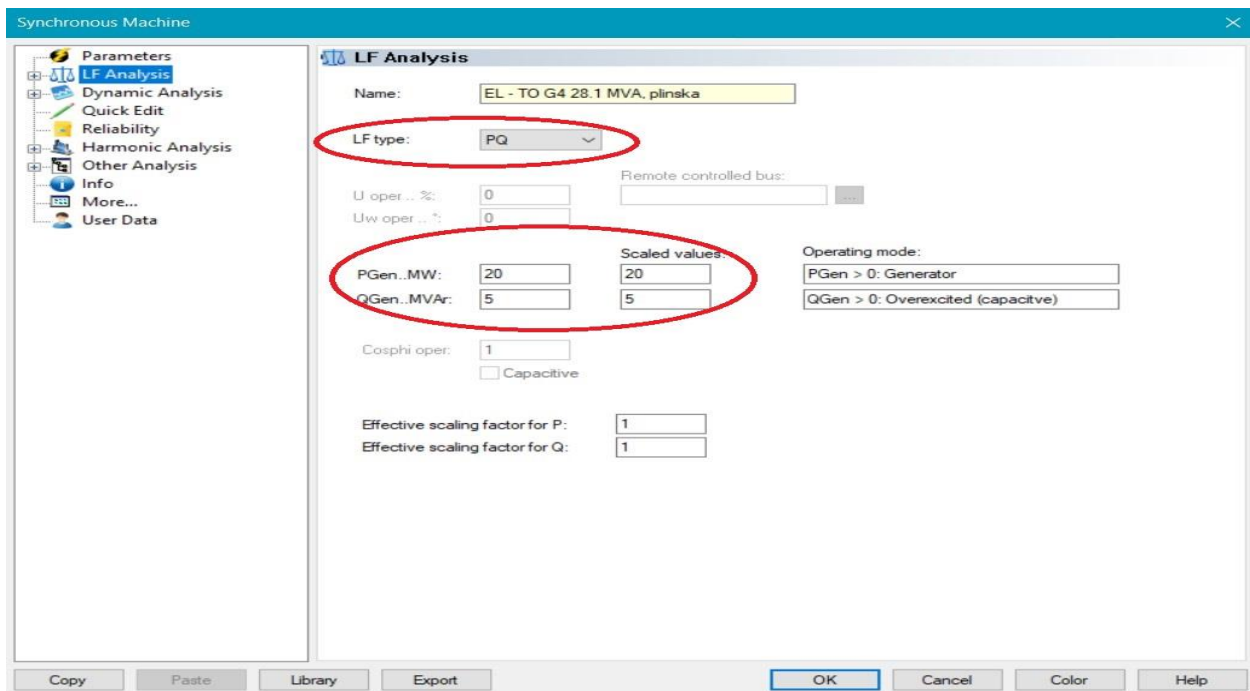 Synchronous Machine
Parameters
LF Analysis
Dynamic Analysis
Quick Edit
Reliability
Harmonic Analysis
Other Analysis
Info
More...
User Data
LF Analysis
Name: EL - TO G4 28.1 MVA, plinska
LF type: PQ
Remote controlled bus:
U oper .. %: 0
...
Uw oper .. °: 0
Scaled values: Operating mode:
PGen..MW: 20 20 PGen > 0: Generator
QGen..MVAr: 5 5 QGen > 0: Overexcited (capacitve)
Cosphi oper: 1
Capacitive
Effective scaling factor for P: 1
Effective scaling factor for Q: 1
Copy Paste Library Export OK Cancel Color Help